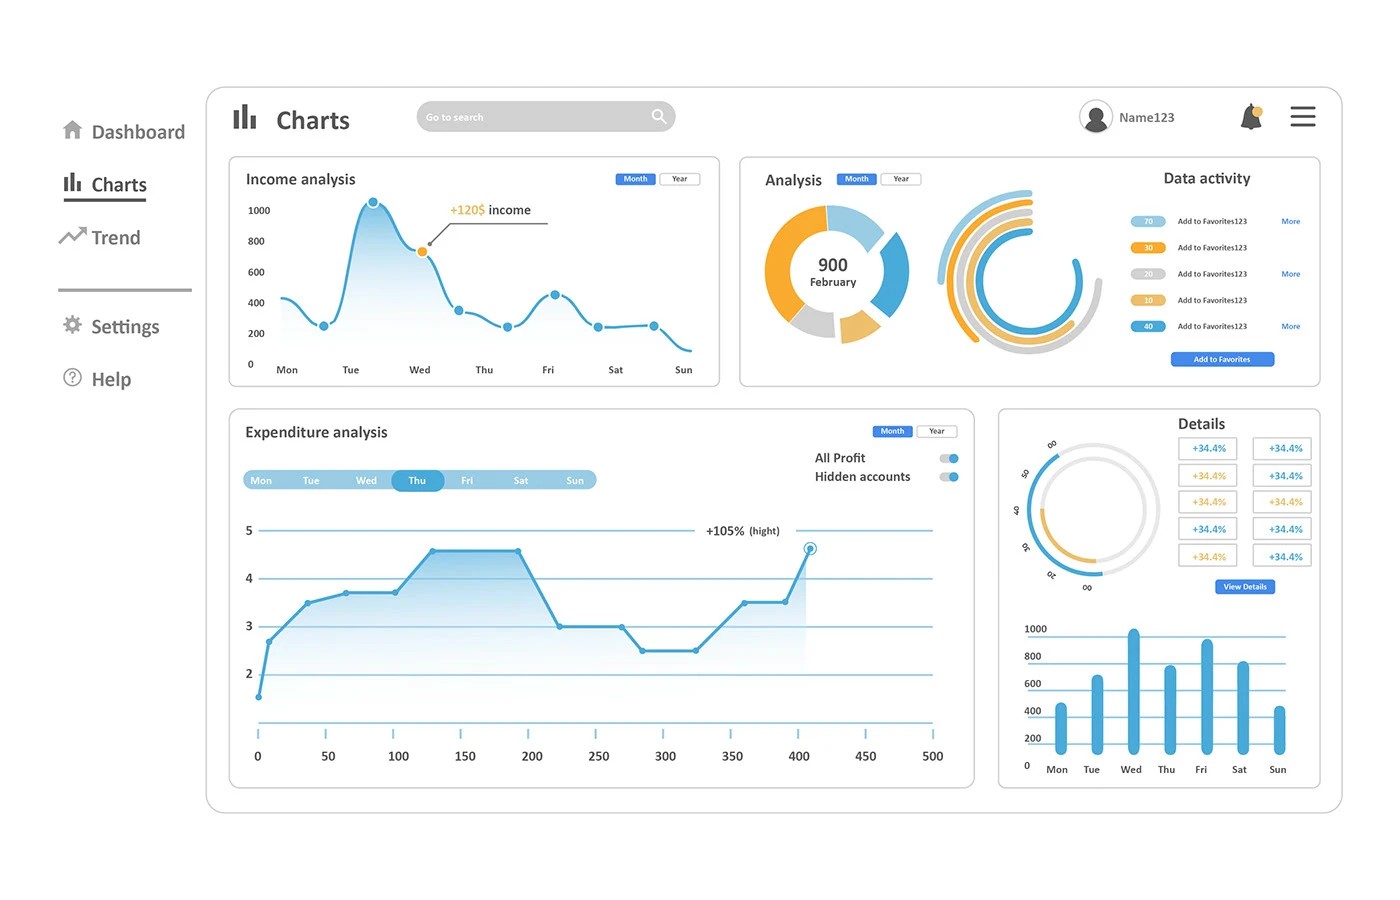 Dashboard
Charts
Trend
Settings
Help
Charts
Go to search
Name123
Income analysis
Month Year
+120$ income
1000
800
600
400
200
0
Mon Tue Wed Thu Fri Sat Sun
Analysis
Month Year
900
February
Data activity
70 Add to Favorites123 More
30 Add to Favorites123
20 Add to Favorites123 More
10 Add to Favorites123
40 Add to Favorites123 More
Add to Favorites
Expenditure analysis
Month Year
All Profit
Hidden accounts
Mon Tue Wed Thu Fri Sat Sun
+105% (hight)
5
4
3
2
0 50 100 150 200 250 300 350 400 450 500
Details
00
50
40
30
20
00
+34.4% +34.4%
+34.4% +34.4%
+34.4% +34.4%
+34.4% +34.4%
+34.4% +34.4%
View Details
1000
800
600
400
200
0
Mon Tue Wed Thu Fri Sat Sun